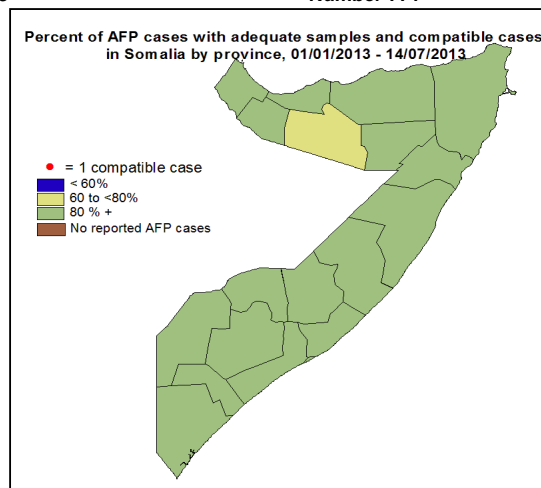 Percent of AFP cases with adequate samples and compatible cases
in Somalia by province, 01/01/2013 - 14/07/2013
= 1 compatible case
< 60%
60 to <80%
80 % +
No reported AFP cases